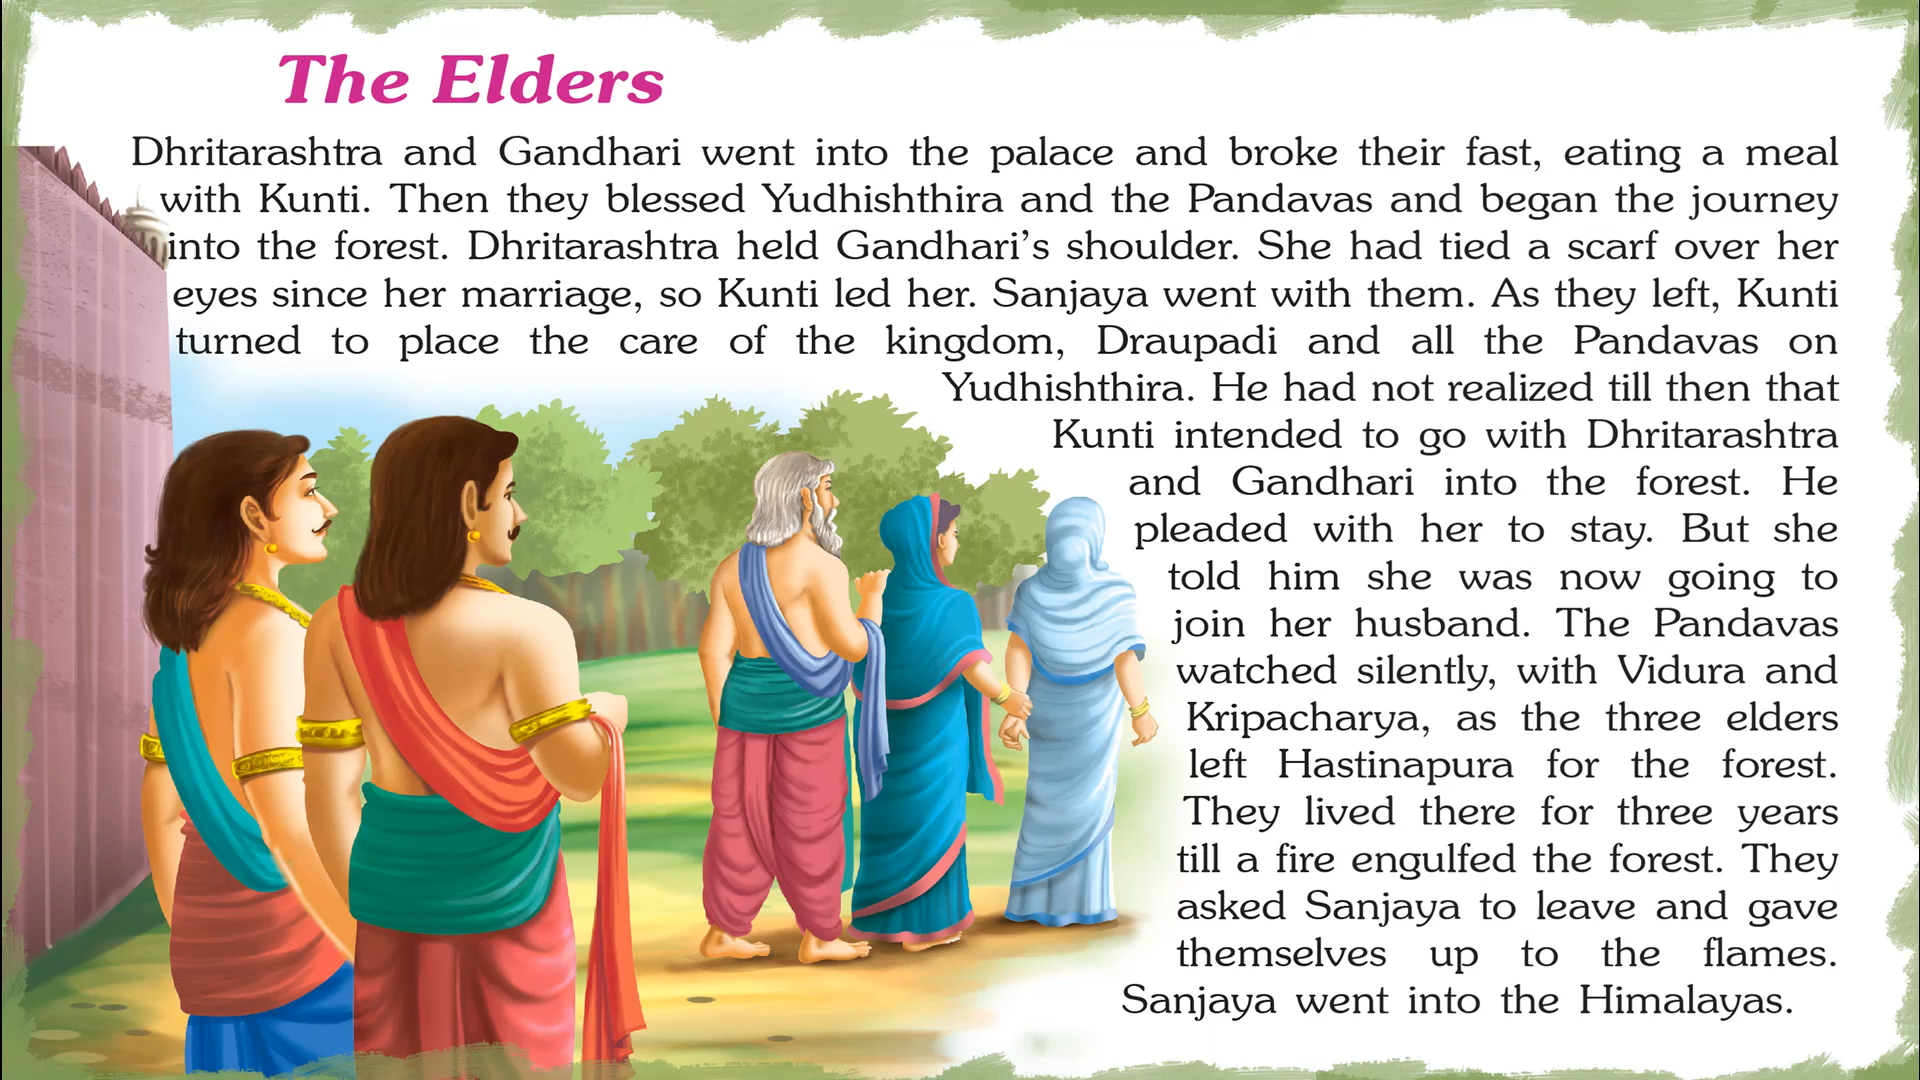 The Elders
Dhritarashtra and Gandhari went into the palace and broke their fast, eating a meal
with Kunti. Then they blessed Yudhishthira and the Pandavas and began the journey
into the forest. Dhritarashtra held Gandhari’s shoulder. She had tied a scarf over her
eyes since her marriage, so Kunti led her. Sanjaya went with them. As they left, Kunti
turned to place the care of the kingdom, Draupadi and all the Pandavas on
Yudhishthira. He had not realized till then that
Kunti intended to go with Dhritarashtra
and Gandhari into the forest. He
pleaded with her to stay. But she
told him she was now going to
join her husband. The Pandavas
watched silently, with Vidura and
Kripacharya, as the three elders
left Hastinapura for the forest.
They lived there for three years
till a fire engulfed the forest. They
asked Sanjaya to leave and gave
themselves up to the flames.
Sanjaya went into the Himalayas.